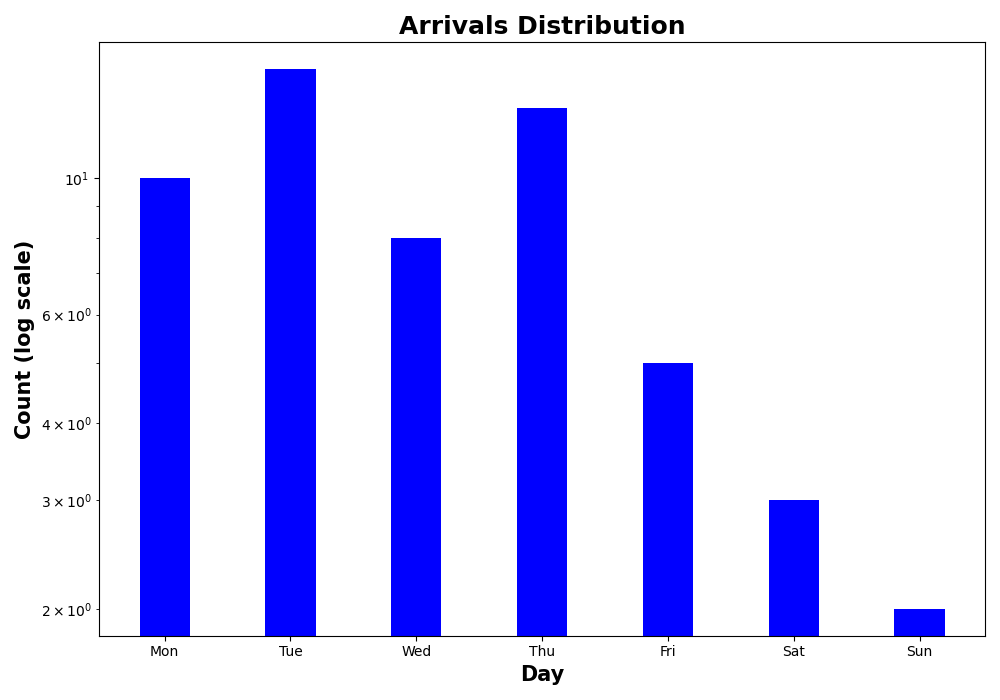 Arrivals Distribution
Count (log scale)
10¹
6 × 10⁰
4 × 10⁰
3 × 10⁰
2 × 10⁰
Mon Tue Wed Thu Fri Sat Sun
Day